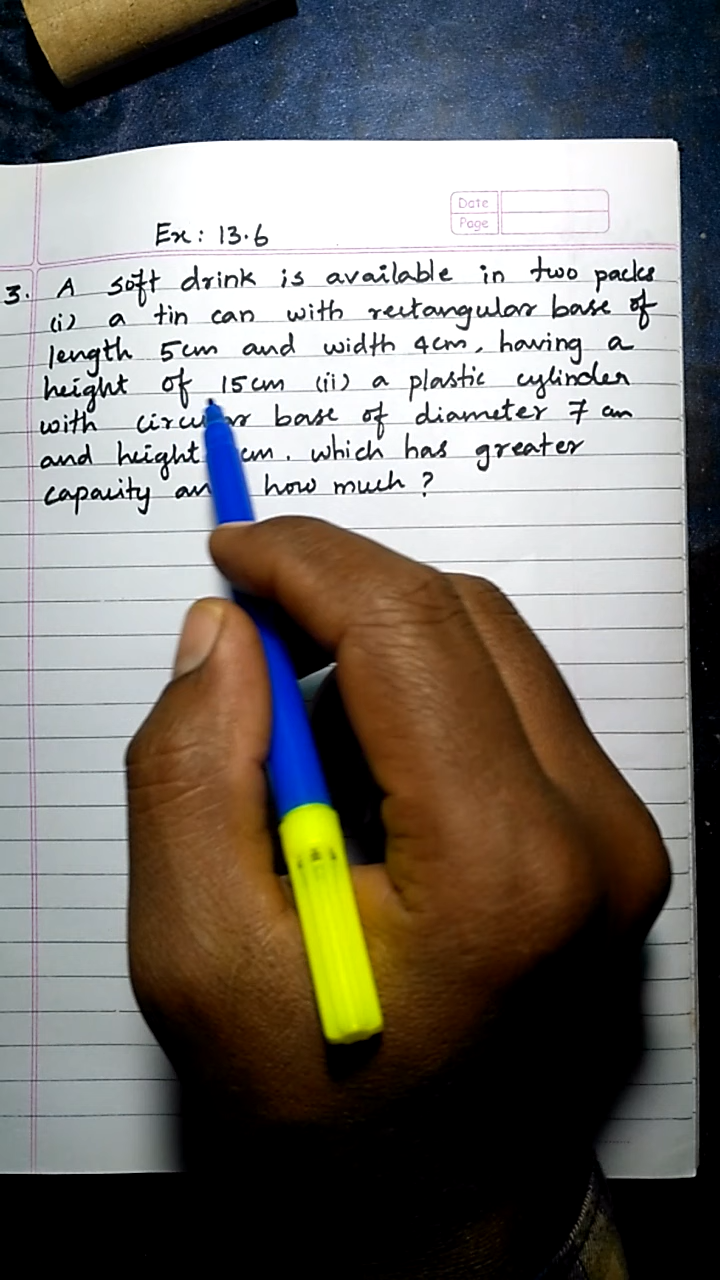 Date
Page
Ex: 13.6
3. A soft drink is available in two packs
(i) a tin can with rectangular base of
length 5cm and width 4cm, having a
height of 15cm (ii) a plastic cylinder
with circular base of diameter 7 cm
and height cm. which has greater
capacity and how much?